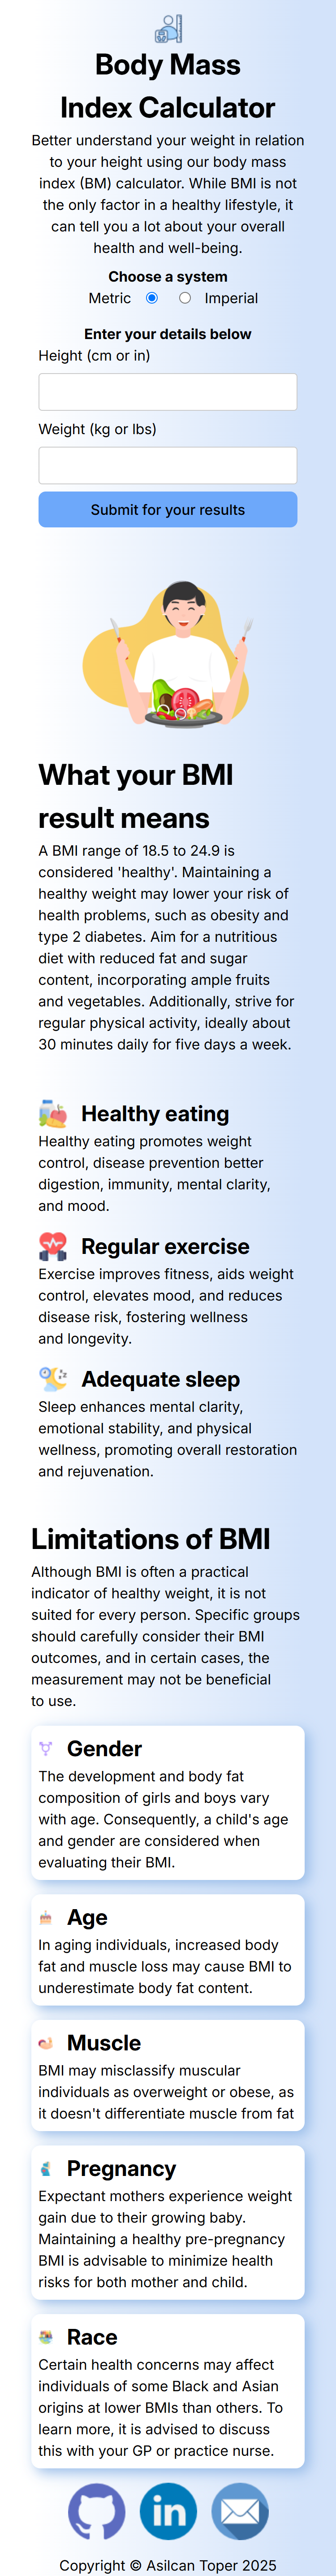 Body Mass
Index Calculator
Better understand your weight in relation
to your height using our body mass
index (BM) calculator. While BMI is not
the only factor in a healthy lifestyle, it
can tell you a lot about your overall
health and well-being.
Choose a system
Metric Imperial
Enter your details below
Height (cm or in)
Weight (kg or lbs)
Submit for your results
What your BMI
result means
A BMI range of 18.5 to 24.9 is
considered 'healthy'. Maintaining a
healthy weight may lower your risk of
health problems, such as obesity and
type 2 diabetes. Aim for a nutritious
diet with reduced fat and sugar
content, incorporating ample fruits
and vegetables. Additionally, strive for
regular physical activity, ideally about
30 minutes daily for five days a week.
Healthy eating
Healthy eating promotes weight
control, disease prevention better
digestion, immunity, mental clarity,
and mood.
Regular exercise
Exercise improves fitness, aids weight
control, elevates mood, and reduces
disease risk, fostering wellness
and longevity.
Adequate sleep
Sleep enhances mental clarity,
emotional stability, and physical
wellness, promoting overall restoration
and rejuvenation.
Limitations of BMI
Although BMI is often a practical
indicator of healthy weight, it is not
suited for every person. Specific groups
should carefully consider their BMI
outcomes, and in certain cases, the
measurement may not be beneficial
to use.
Gender
The development and body fat
composition of girls and boys vary
with age. Consequently, a child's age
and gender are considered when
evaluating their BMI.
Age
In aging individuals, increased body
fat and muscle loss may cause BMI to
underestimate body fat content.
Muscle
BMI may misclassify muscular
individuals as overweight or obese, as
it doesn't differentiate muscle from fat
Pregnancy
Expectant mothers experience weight
gain due to their growing baby.
Maintaining a healthy pre-pregnancy
BMI is advisable to minimize health
risks for both mother and child.
Race
Certain health concerns may affect
individuals of some Black and Asian
origins at lower BMIs than others. To
learn more, it is advised to discuss
this with your GP or practice nurse.
in
Copyright © Asilcan Toper 2025